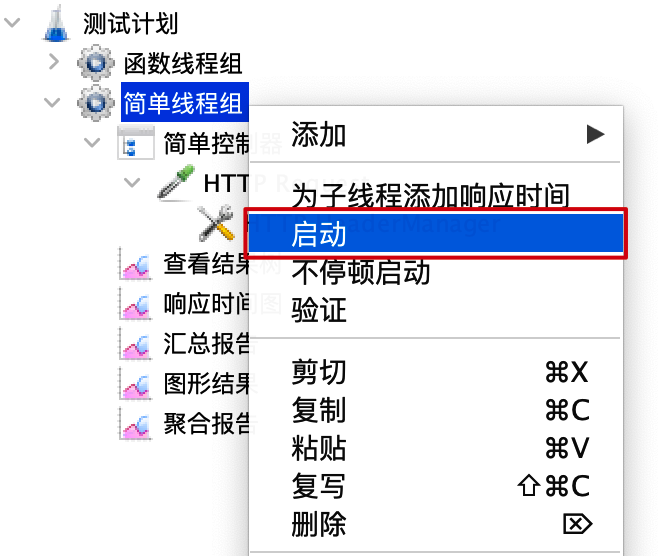 测试计划
函数线程组
简单线程组
简单控制器
HTTP Request
HTTP HeaderManager
查看结果树
响应时间图
汇总报告
图形结果
聚合报告
添加
为子线程添加响应时间
启动
不停顿启动
验证
剪切 ⌘X
复制 ⌘C
粘贴 ⌘V
复写 ⇧⌘C
删除 ⌦